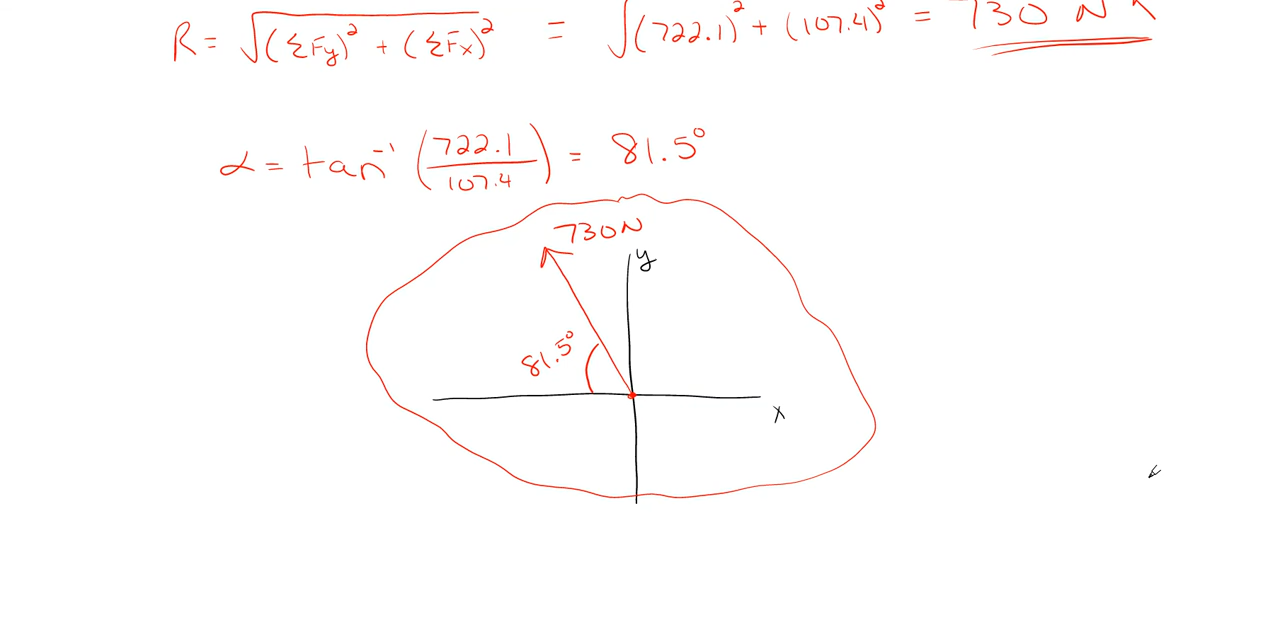 R = √(ΣFy)² + (ΣFx)² = √(722.1)² + (107.4)² = 730 N
α = tan⁻¹ (722.1 / 107.4) = 81.5°
730N
y
81.5°
x